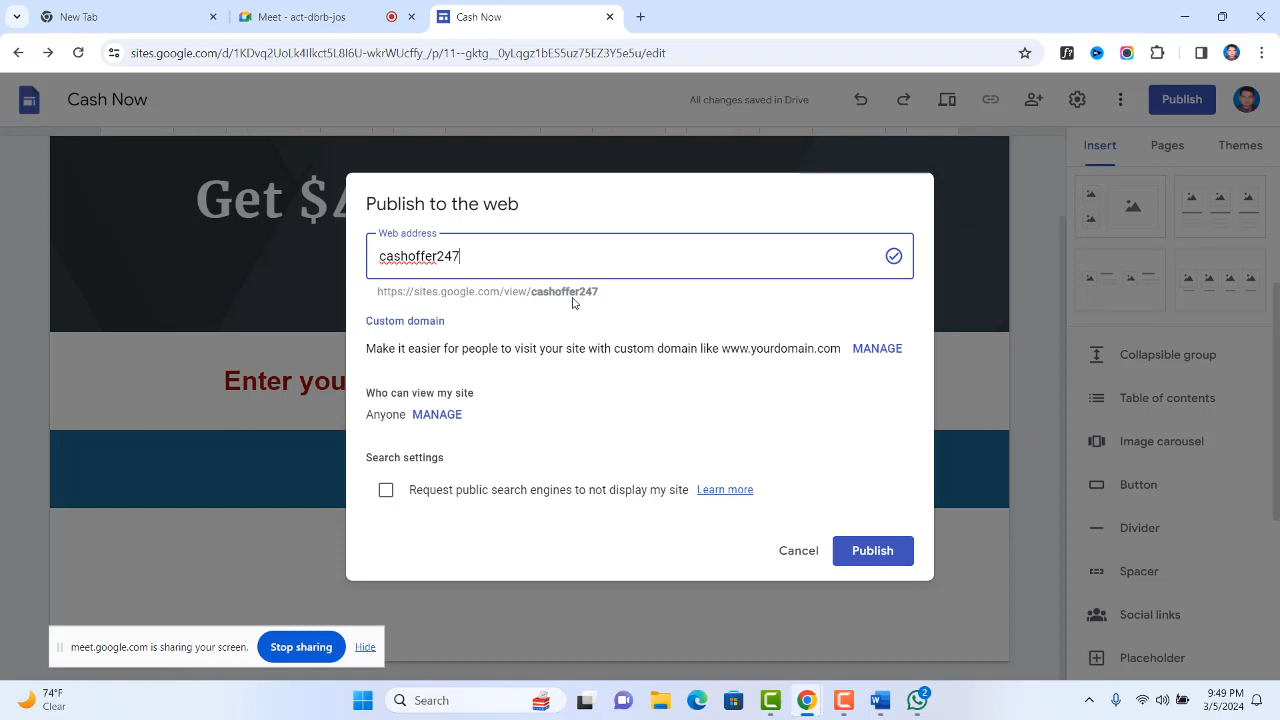 New Tab
Meet - act-dbrb-jos
Cash Now
sites.google.com/d/1KDvq2UoLk4Ilkct5L8I6U-wkrWUcffy_/p/11--gktg__0yLqgz1bES5uz75EZ3Y5e5u/edit
Cash Now
All changes saved in Drive
Publish
Insert
Pages
Themes
Get $
Publish to the web
Web address
cashoffer247
https://sites.google.com/view/cashoffer247
Custom domain
Make it easier for people to visit your site with custom domain like www.yourdomain.com
MANAGE
Who can view my site
Anyone
MANAGE
Search settings
Request public search engines to not display my site
Learn more
Cancel
Publish
Enter you
Collapsible group
Table of contents
Image carousel
Button
Divider
Spacer
Social links
Placeholder
meet.google.com is sharing your screen.
Stop sharing
Hide
74°F
Clear
Search
2
9:49 PM
3/5/2024